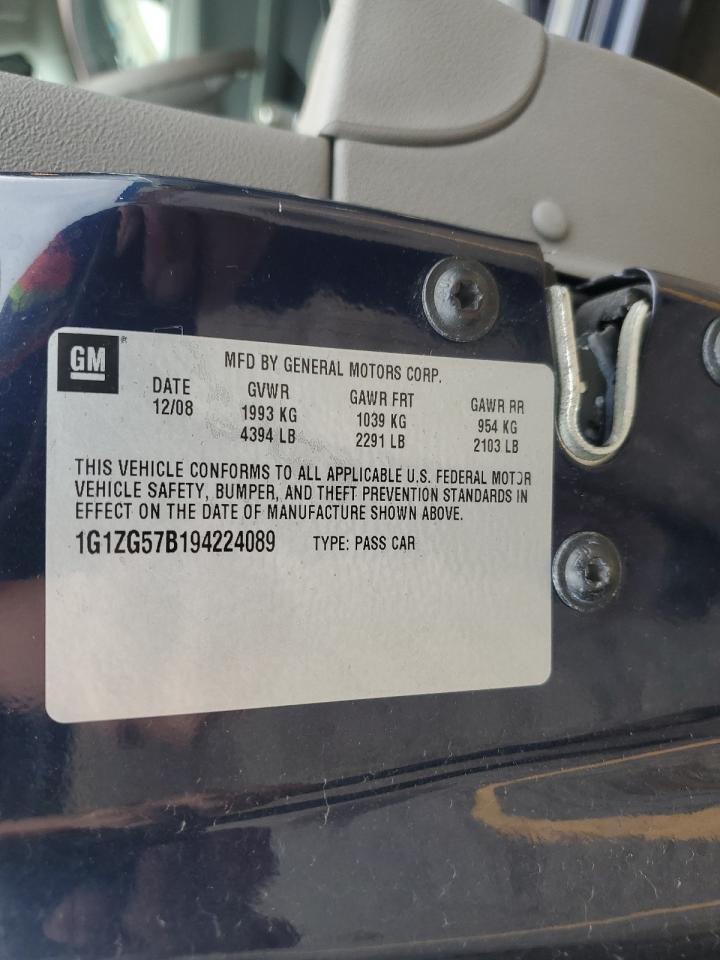 GM
MFD BY GENERAL MOTORS CORP.
DATE GVWR GAWR FRT GAWR RR
12/08 1993 KG 1039 KG 954 KG
4394 LB 2291 LB 2103 LB
THIS VEHICLE CONFORMS TO ALL APPLICABLE U.S. FEDERAL MOTOR
VEHICLE SAFETY, BUMPER, AND THEFT PREVENTION STANDARDS IN
EFFECT ON THE DATE OF MANUFACTURE SHOWN ABOVE.
1G1ZG57B194224089 TYPE: PASS CAR